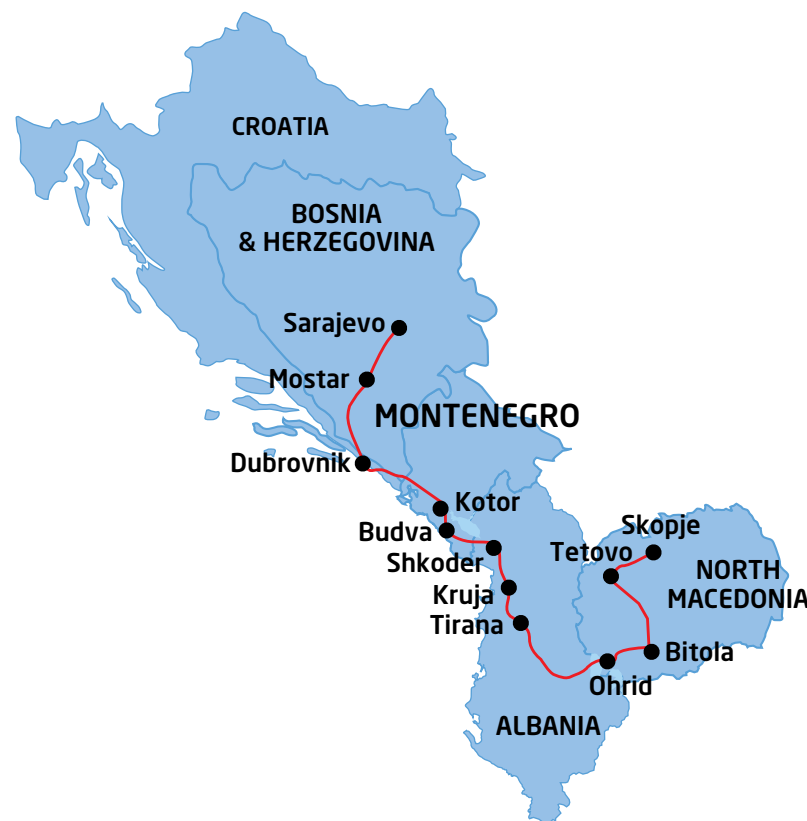 CROATIA
BOSNIA
& HERZEGOVINA
Sarajevo
Mostar
MONTENEGRO
Dubrovnik
Kotor
Budva
Skopje
Shkoder
Tetovo
NORTH
MACEDONIA
Kruja
Tirana
Bitola
Ohrid
ALBANIA